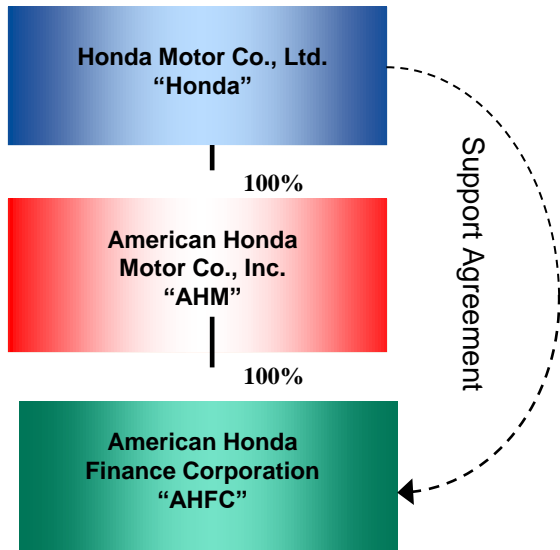 Honda Motor Co., Ltd.
“Honda”
100%
American Honda
Motor Co., Inc.
“AHM”
100%
American Honda
Finance Corporation
“AHFC”
Support Agreement